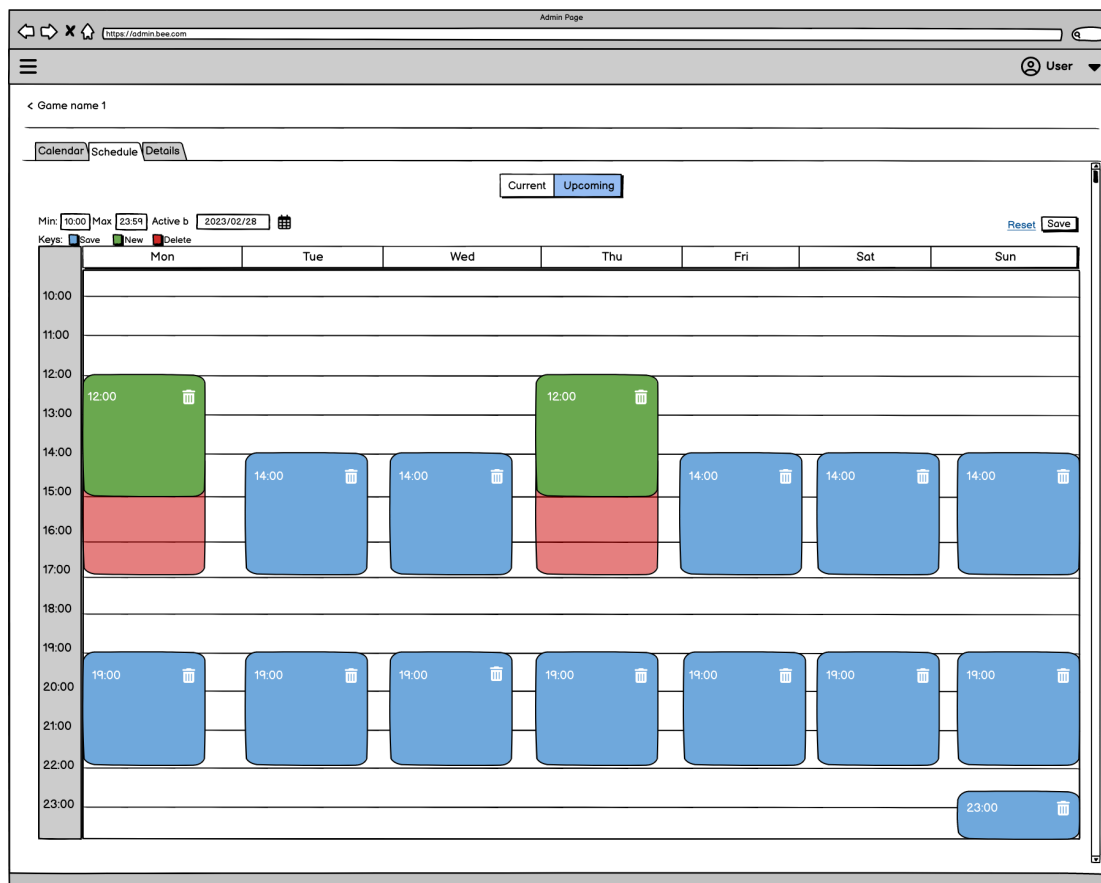 Admin Page
https://admin.bee.com
User
< Game name 1
Calendar Schedule Details
Current Upcoming
Min: 10:00 Max 23:59 Active b 2023/02/28
Reset Save
Keys: Save New Delete
Mon Tue Wed Thu Fri Sat Sun
10:00
11:00
12:00
12:00 12:00
13:00
14:00
14:00 14:00 14:00 14:00 14:00
15:00
16:00
17:00
18:00
19:00
19:00 19:00 19:00 19:00 19:00 19:00 19:00
20:00
21:00
22:00
23:00
23:00